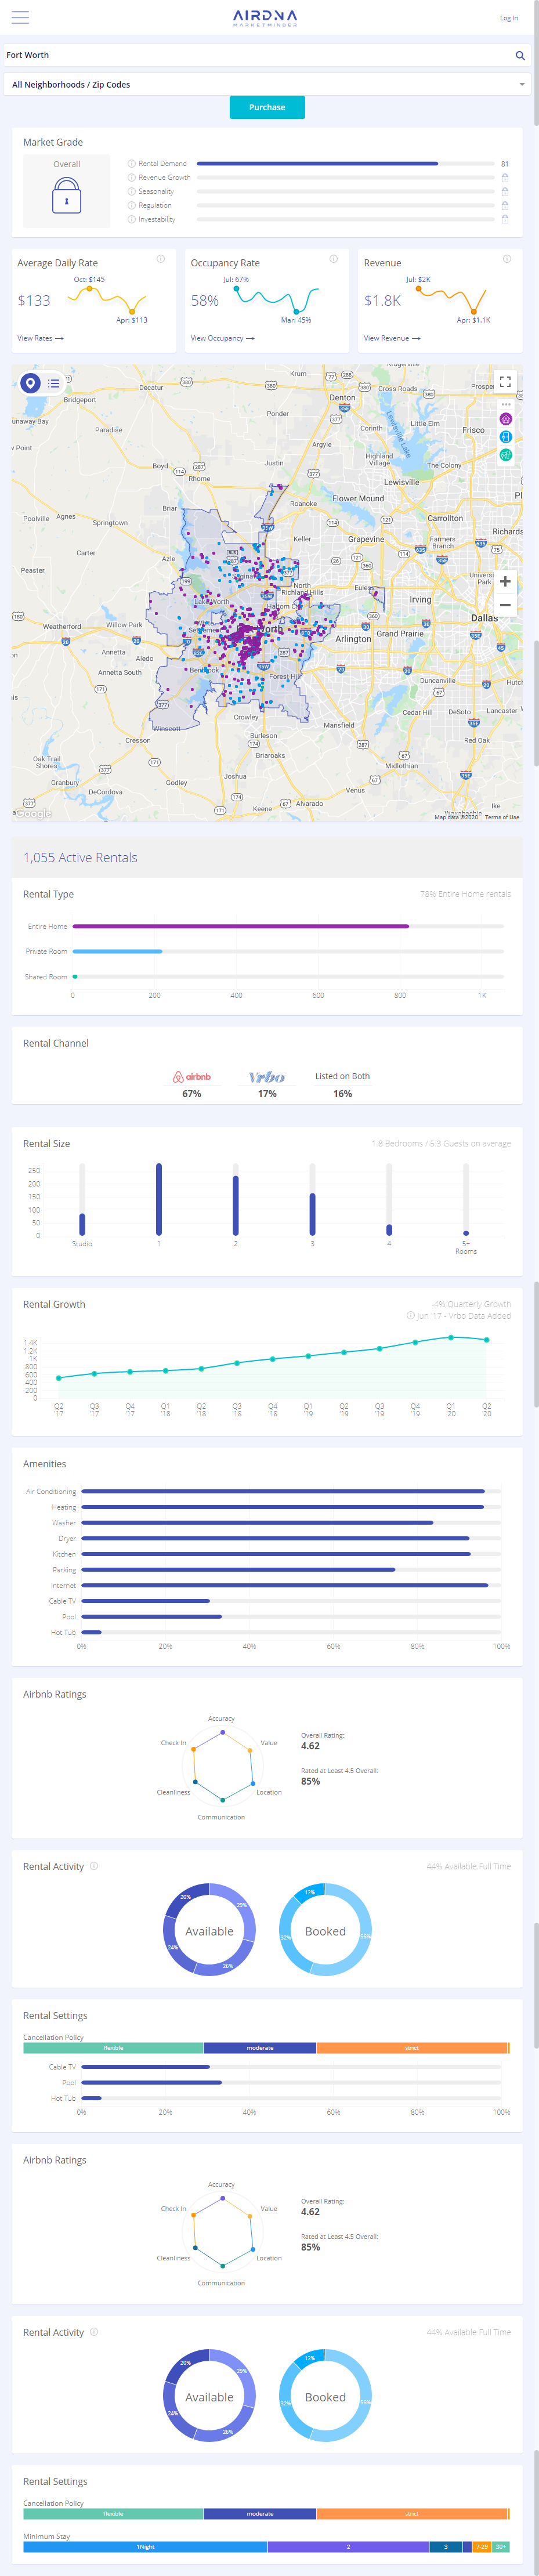 AIRDNA
MARKETMINDER
Log In
Fort Worth
All Neighborhoods / Zip Codes
Purchase
Market Grade
Overall
Rental Demand
81
Revenue Growth
Seasonality
Regulation
Investability
Average Daily Rate
Oct: $145
$133
Apr: $113
View Rates
Occupancy Rate
Jul: 67%
58%
Mar: 45%
View Occupancy
Revenue
Jul: $2K
$1.8K
Apr: $1.1K
View Revenue
Krum
Decatur
Denton
Cross Roads
Bridgeport
Ponder
Little Elm
Corinth
Frisco
Paradise
Argyle
Highland Village
The Colony
Boyd
Rhome
Justin
Lewisville
Flower Mound
Roanoke
Briar
Carrollton
Poolville
Agnes
Springtown
Keller
Grapevine
Farmers Branch
Carter
Azle
Peaster
Euless
Irving
Dallas
Weatherford
Willow Park
Arlington
Grand Prairie
Annetta
Aledo
Annetta South
Forest Hill
Duncanville
Crowley
Cedar Hill
DeSoto
Lancaster
Winscott
Mansfield
Cresson
Burleson
Red Oak
Oak Trail Shores
Briaroaks
Midlothian
Granbury
Godley
Joshua
DeCordova
Venus
Alvarado
Keene
Ike
Google
Map data ©2020 Terms of Use
1,055 Active Rentals
Rental Type
78% Entire Home rentals
Entire Home
Private Room
Shared Room
0 200 400 600 800 1K
Rental Channel
airbnb
Vrbo
Listed on Both
67%
17%
16%
Rental Size
1.8 Bedrooms / 5.3 Guests on average
250
200
150
100
50
0
Studio 1 2 3 4 5+ Rooms
Rental Growth
-4% Quarterly Growth
Jun '17 - Vrbo Data Added
1.4K
1.2K
1K
800
600
400
200
0
Q2 '17 Q3 '17 Q4 '17 Q1 '18 Q2 '18 Q3 '18 Q4 '18 Q1 '19 Q2 '19 Q3 '19 Q4 '19 Q1 '20 Q2 '20
Amenities
Air Conditioning
Heating
Washer
Dryer
Kitchen
Parking
Internet
Cable TV
Pool
Hot Tub
0% 20% 40% 60% 80% 100%
Airbnb Ratings
Accuracy
Check In
Value
Cleanliness
Location
Communication
Overall Rating:
4.62
Rated at Least 4.5 Overall:
85%
Rental Activity
44% Available Full Time
20%
29%
24%
26%
Available
12%
32%
56%
Booked
Rental Settings
Cancellation Policy
flexible moderate strict
Cable TV
Pool
Hot Tub
0% 20% 40% 60% 80% 100%
Airbnb Ratings
Accuracy
Check In
Value
Cleanliness
Location
Communication
Overall Rating:
4.62
Rated at Least 4.5 Overall:
85%
Rental Activity
44% Available Full Time
20%
29%
24%
26%
Available
12%
32%
56%
Booked
Rental Settings
Cancellation Policy
flexible moderate strict
Minimum Stay
1Night 2 3 7-29 30+